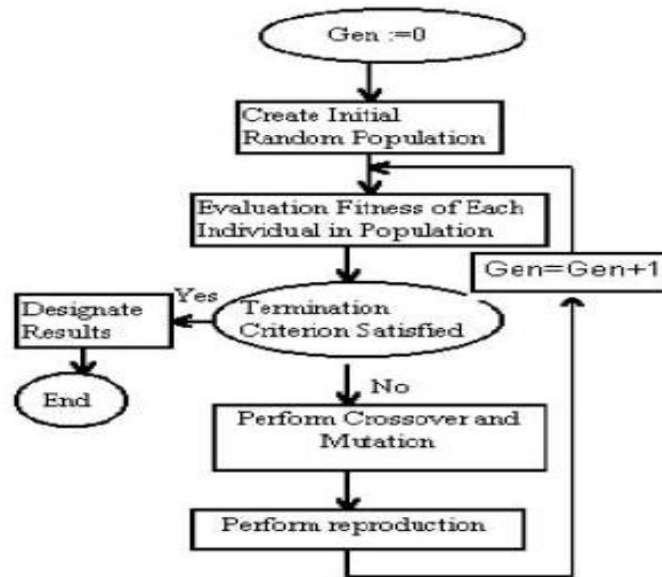 Gen :=0
Create Initial
Random Population
Evaluation Fitness of Each
Individual in Population
Gen=Gen+1
Designate
Results
Yes
Termination
Criterion Satisfied
End
No
Perform Crossover and
Mutation
Perform reproduction